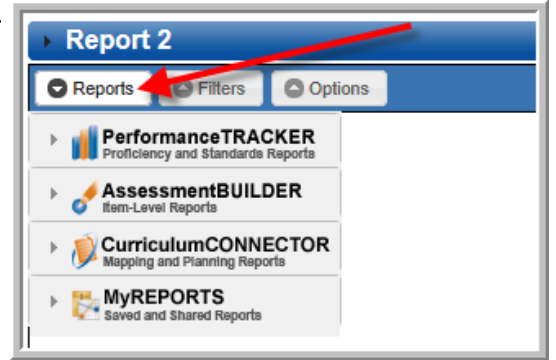 Report 2
Reports Filters Options
PerformanceTRACKER
Proficiency and Standards Reports
AssessmentBUILDER
Item-Level Reports
CurriculumCONNECTOR
Mapping and Planning Reports
MyREPORTS
Saved and Shared Reports